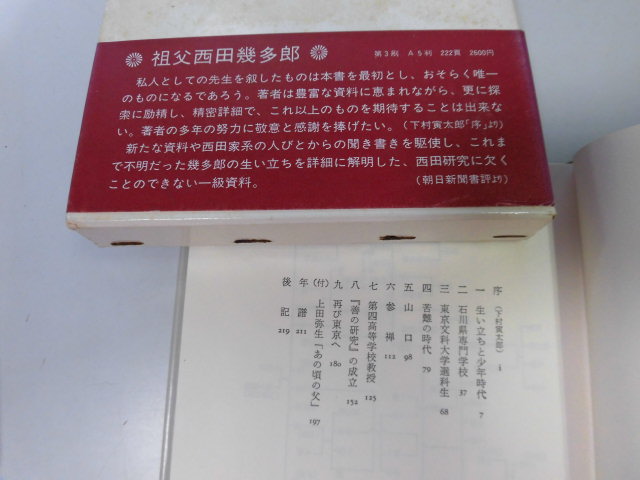 祖父西田幾多郎
第3刷 A5判 222頁 2500円
私人としての先生を叙したものは本書を最初とし、おそらく唯一
のものになるであろう。著者は豊富な資料に恵まれながら、更に探
索に励精し、精密詳細で、これ以上のものを期待することは出来な
い。著者の多年の努力に敬意と感謝を捧げたい。(下村寅太郎「序」より)
新たな資料や西田家系の人びとからの聞き書きを駆使し、これま
で不明だった幾多郎の生い立ちを詳細に解明した、西田研究に欠く
ことのできない一級資料。
(朝日新聞書評より)
序(下村寅太郎) i
一 生い立ちと少年時代 7
二 石川県専門学校 37
三 東京文科大学選科生 68
四 苦難の時代 79
五 山口 98
六 参禅 112
七 第四高等学校教授 125
八 『善の研究』の成立 152
九 再び東京へ 180
(付) 上田弥生『あの頃の父』 197
年譜 211
後記 219